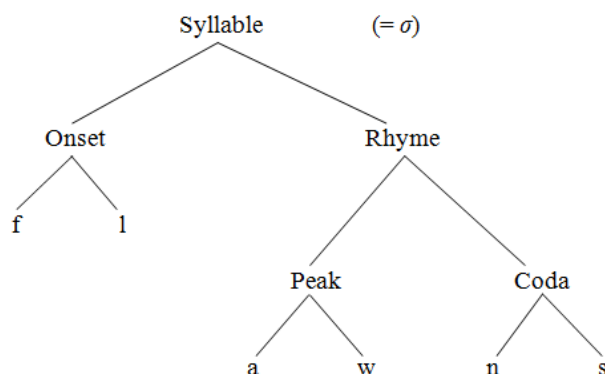 Syllable (= σ)
Onset Rhyme
f l
Peak Coda
a w n s